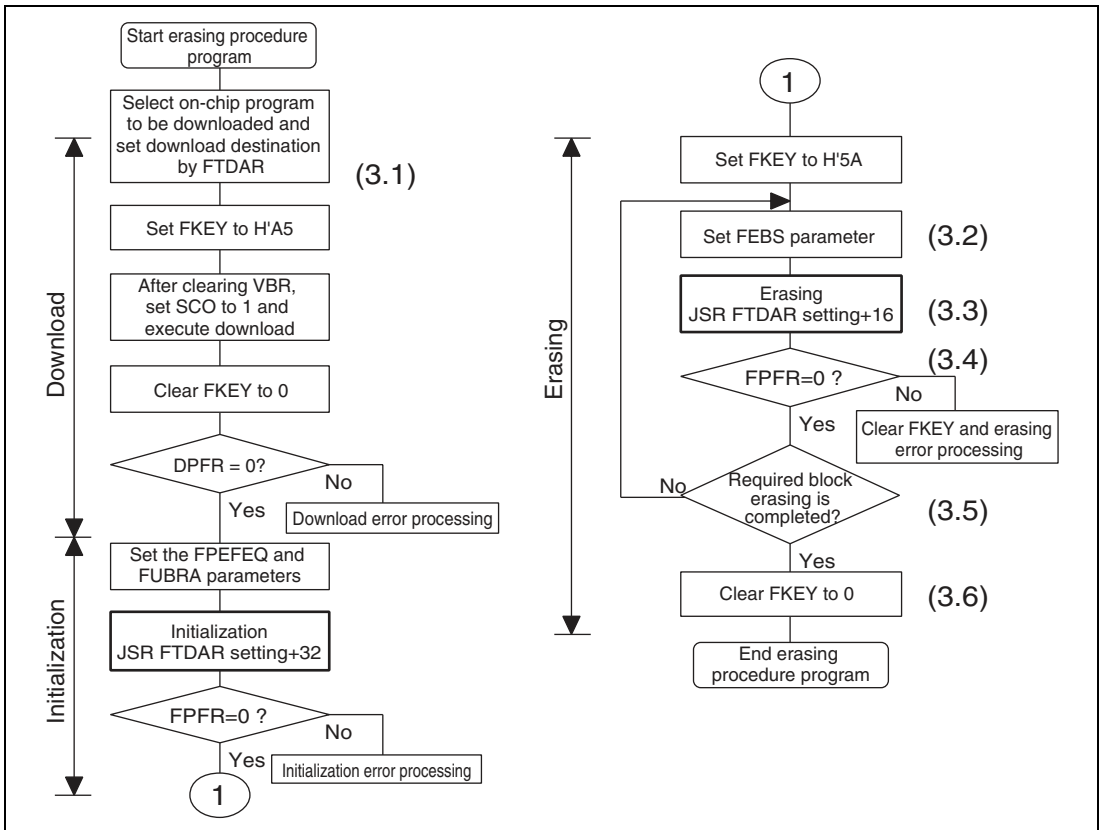 Start erasing procedure
program
Select on-chip program
to be downloaded and
set download destination
by FTDAR
(3.1)
Set FKEY to H'A5
After clearing VBR,
set SCO to 1 and
execute download
Clear FKEY to 0
DPFR = 0?
No
Yes
Download error processing
Download
Set the FPEFEQ and
FUBRA parameters
Initialization
JSR FTDAR setting+32
FPFR=0 ?
No
Yes
Initialization error processing
Initialization
1
1
Set FKEY to H'5A
Set FEBS parameter
(3.2)
Erasing
JSR FTDAR setting+16
(3.3)
(3.4)
FPFR=0 ?
No
Yes
Clear FKEY and erasing
error processing
Required block
erasing is
completed?
No
(3.5)
Yes
Clear FKEY to 0
(3.6)
Erasing
End erasing
procedure program